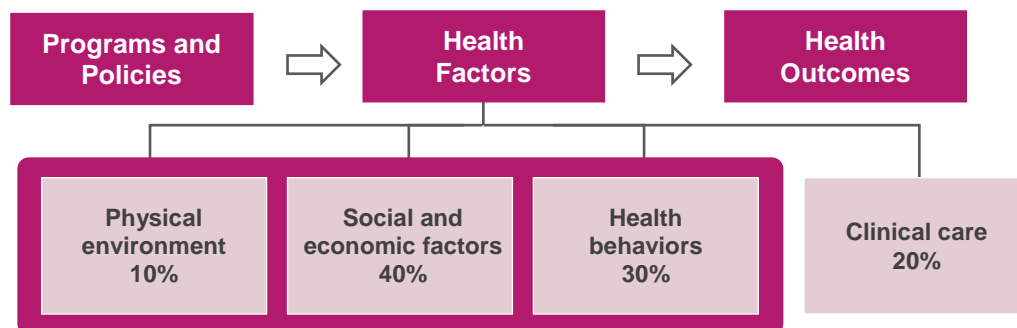 Programs and
Policies
Health
Factors
Health
Outcomes
Physical
environment
10%
Social and
economic factors
40%
Health
behaviors
30%
Clinical care
20%